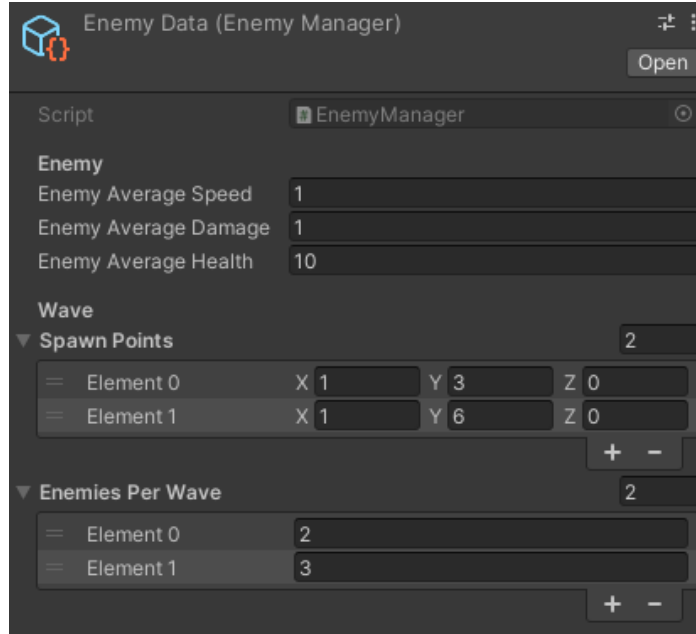 Enemy Data (Enemy Manager)
Open
Script # EnemyManager
Enemy
Enemy Average Speed 1
Enemy Average Damage 1
Enemy Average Health 10
Wave
Spawn Points 2
Element 0 X 1 Y 3 Z 0
Element 1 X 1 Y 6 Z 0
+ −
Enemies Per Wave 2
Element 0 2
Element 1 3
+ −